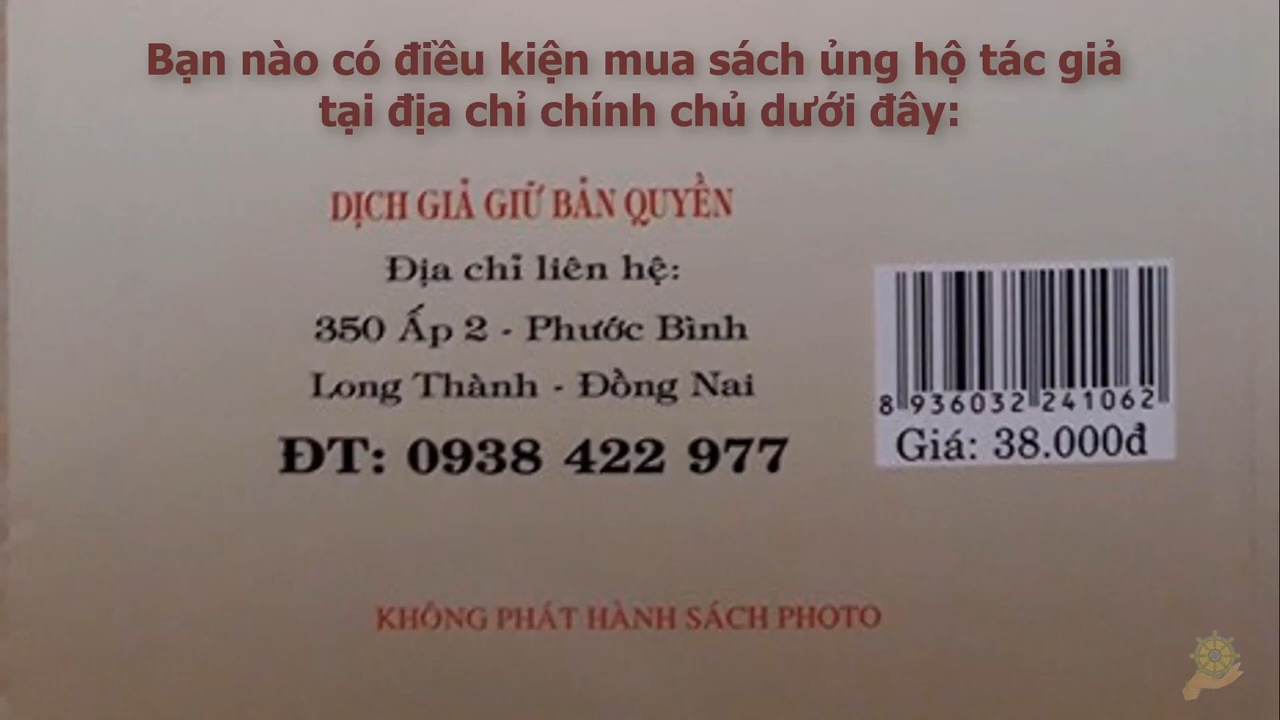 Bạn nào có điều kiện mua sách ủng hộ tác giả
tại địa chỉ chính chủ dưới đây:
DỊCH GIẢ GIỮ BẢN QUYỀN
Địa chỉ liên hệ:
350 Ấp 2 - Phước Bình
Long Thành - Đồng Nai
ĐT: 0938 422 977
8 936032 241062
Giá: 38.000đ
KHÔNG PHÁT HÀNH SÁCH PHOTO